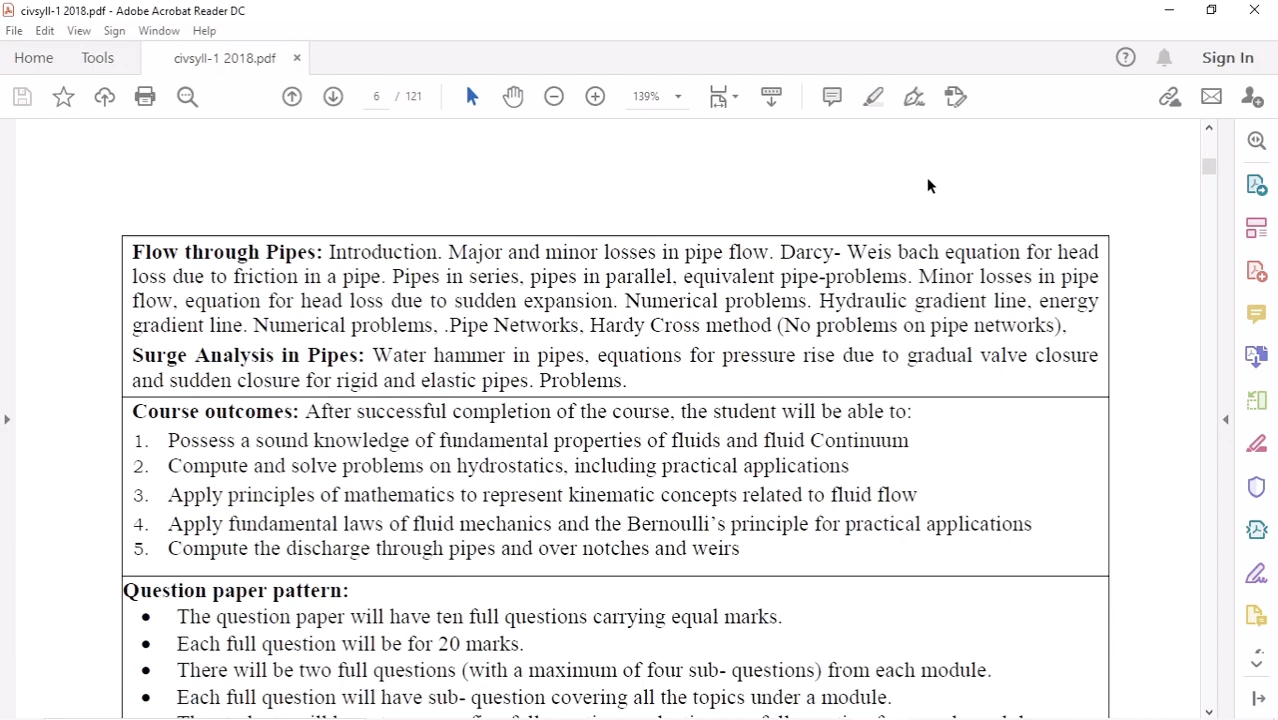 civsyll-1 2018.pdf - Adobe Acrobat Reader DC
File Edit View Sign Window Help
Home Tools civsyll-1 2018.pdf × Sign In
6 / 121 139%
Flow through Pipes: Introduction. Major and minor losses in pipe flow. Darcy- Weis bach equation for head
loss due to friction in a pipe. Pipes in series, pipes in parallel, equivalent pipe-problems. Minor losses in pipe
flow, equation for head loss due to sudden expansion. Numerical problems. Hydraulic gradient line, energy
gradient line. Numerical problems, .Pipe Networks, Hardy Cross method (No problems on pipe networks),
Surge Analysis in Pipes: Water hammer in pipes, equations for pressure rise due to gradual valve closure
and sudden closure for rigid and elastic pipes. Problems.
Course outcomes: After successful completion of the course, the student will be able to:
1. Possess a sound knowledge of fundamental properties of fluids and fluid Continuum
2. Compute and solve problems on hydrostatics, including practical applications
3. Apply principles of mathematics to represent kinematic concepts related to fluid flow
4. Apply fundamental laws of fluid mechanics and the Bernoulli's principle for practical applications
5. Compute the discharge through pipes and over notches and weirs
Question paper pattern:
• The question paper will have ten full questions carrying equal marks.
• Each full question will be for 20 marks.
• There will be two full questions (with a maximum of four sub- questions) from each module.
• Each full question will have sub- question covering all the topics under a module.